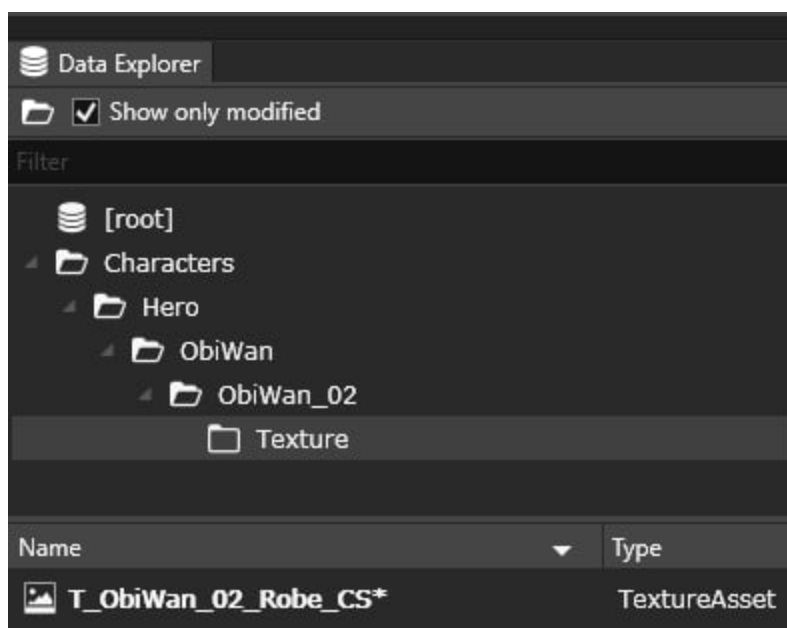 Data Explorer
Show only modified
Filter
[root]
Characters
Hero
ObiWan
ObiWan_02
Texture
Name Type
T_ObiWan_02_Robe_CS* TextureAsset